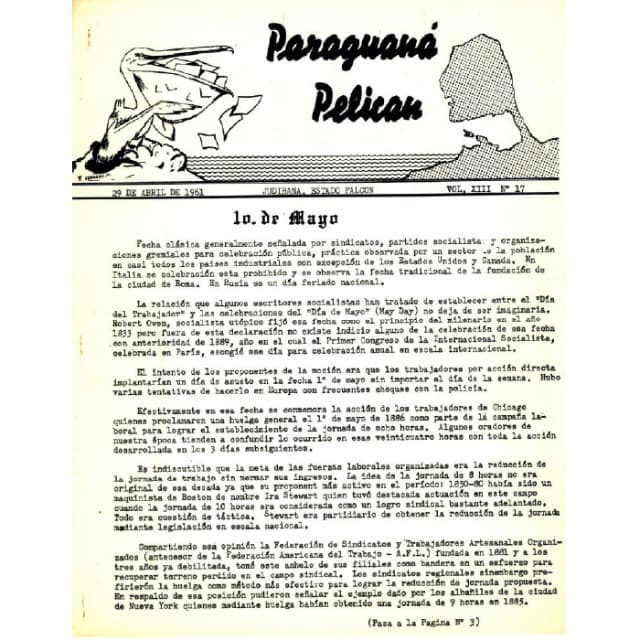 Paraguaná
Pelican
29 DE ABRIL DE 1961 JUDIBANA, ESTADO FALCON VOL, XIII N° 17
1o. de Mayo
Fecha clásica generalmente señalada por sindicatos, partidos socialista: y organiza-
ciones gremiales para celebración pública, práctica observada por un sector de la población
en casi todos los países industriales con excepción de los Estados Unidos y Canada. En
Italia su celebración esta prohibido y se observa la fecha tradicional de la fundación de
la ciudad de Roma. En Rusia es un día feriado nacional.
La relación que algunos escritores socialistas han tratado de establecer entre el "Día
del Trabajador" y las celebraciones del "Día de Mayo" (May Day) no deja de ser imaginaria.
Robert Oven, socialista utópico fijó esa fecha como el principio del milenario en el año
1833 pero fuera de esta declaración no existe indicio alguno de la celebración de esa fecha
con anterioridad de 1889, año en el cual el Primer Congreso de la Internacional Socialista,
celebrada en París, escogió ese día para celebración anual en escala internacional.
El intento de los proponentes de la moción era que los trabajadores por acción directa
implantarían un día de asueto en la fecha 1° de mayo sin importar el día de la semana. Hubo
varias tentativas de hacerlo en Europa con frecuentes choques con la policía.
Efectivamente en esa fecha se commemora la acción de los trabajadores de Chicago
quienes proclamaren una huelga general el 1° de mayo de 1886 como parte de la campaña la-
boral para lograr el establecimiento de la jornada de ocho horas. Algunos oradores de
nuestra época tienden a confundir lo ocurrido en esas veinticuatro horas con toda la acción
desarrollada en los 3 días subsiguientes.
Es indiscutible que la meta de las fuerzas laborales organizadas era la reducción de
la jornada de trabajo sin mermar sus ingresos. La idea de la jornada de 8 horas no era
original de esa decada ya que su proponent más activo en el período: 1850-80 había sido un
maquinista de Boston de nombre Ira Stewart quien tuvó destacada actuación en este campo
cuando la jornada de 10 horas era considerada como un logro sindical bastante adelantado.
Todo era cuestión de táctica. Stewart era partidiario de obtener la reducción de la jornada
mediante legislación en escala nacional.
Compartiendo esa opinión la Federación de Sindicatos y Trabajadores Artesanales Organi-
zados (antecesor de la Federación Americana del Trabajo - A.F.L.) fundada en 1881 y a los
tres años ya debilitada, tomó este anhelo de sus filiales como bandera en un esfuerzo para
recuperar terreno perdido en el campo sindical. Los sindicatos regionales sinembargo pre-
firierón la huelga como método más efectivo para lograr la reducción de jornada propuesta.
En respaldo de esa posición pudieron señalar el ejemplo dado por los albañiles de la ciudad
de Nueva York quienes mediante huelga habían obtenido una jornada de 9 horas en 1885.
(Pasa a la Pagina N° 3)